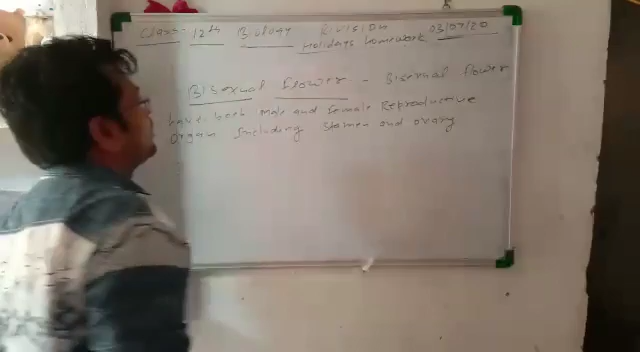 Class - 12th Biology Rivision 03/07/20
Holidays homework
Bisexual flower - Bisexual flower
have both male and female Reproductive
organ Including Stamen and ovary